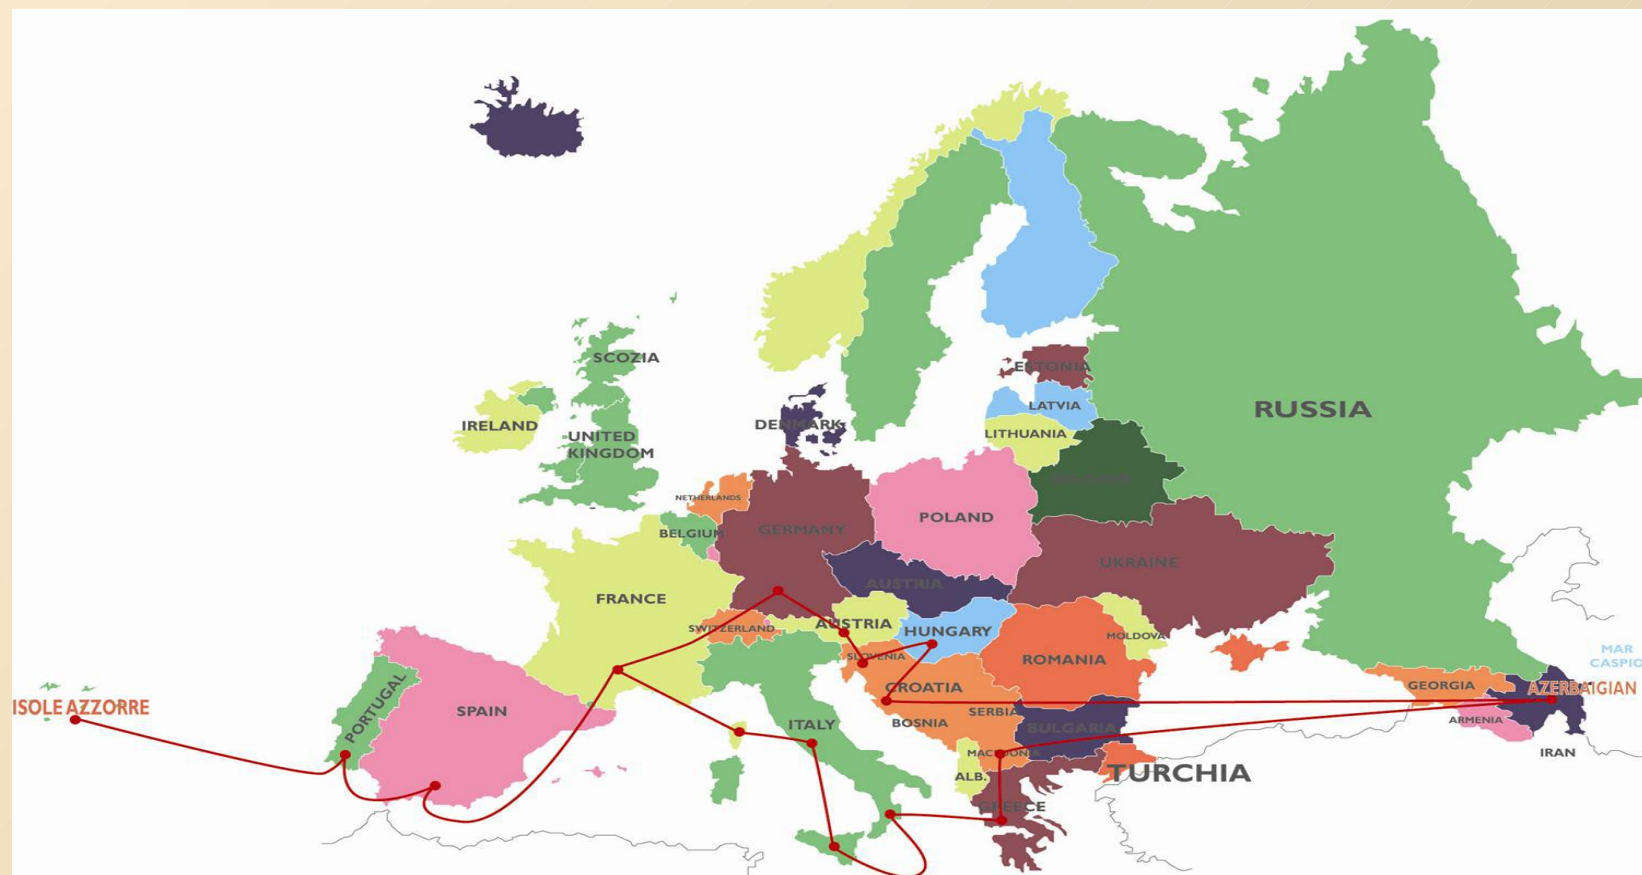 SCOZIA
ESTONIA
LATVIA
RUSSIA
IRELAND
UNITED
KINGDOM
DENMARK
LITHUANIA
NETHERLANDS
POLAND
BELGIUM
GERMANY
UKRAINE
AUSTRIA
FRANCE
SWITZERLAND
AUSTRIA
HUNGARY
MOLDOVA
SLOVENIA
ROMANIA
MAR
CASPIO
CROATIA
GEORGIA
AZERBAIGIAN
ISOLE AZZORRE
PORTUGAL
SPAIN
ITALY
BOSNIA
SERBIA
BULGARIA
ARMENIA
MACEDONIA
IRAN
ALB.
TURCHIA
GREECE